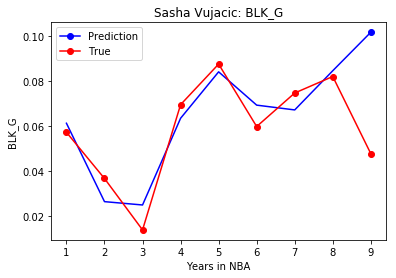 Sasha Vujacic: BLK_G
Prediction
True
0.10
0.08
0.06
0.04
0.02
BLK_G
1 2 3 4 5 6 7 8 9
Years in NBA